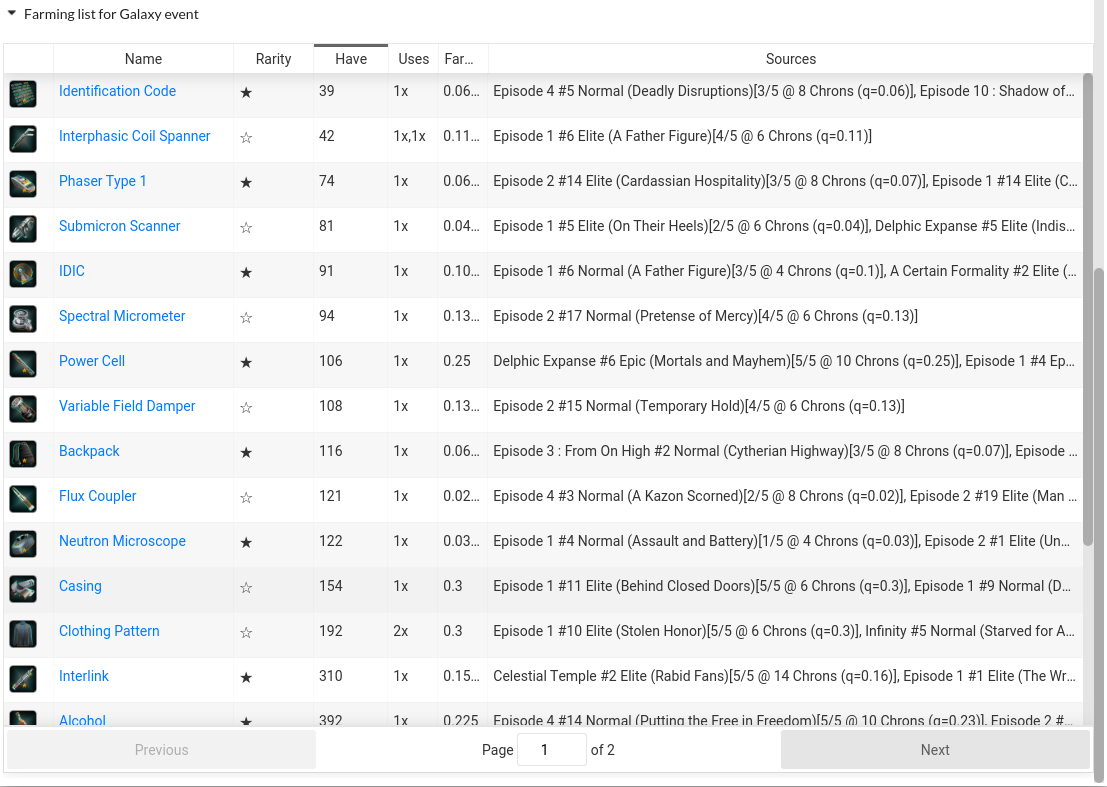 Farming list for Galaxy event
Name Rarity Have Uses Far... Sources
Identification Code ★ 39 1x 0.06... Episode 4 #5 Normal (Deadly Disruptions)[3/5 @ 8 Chrons (q=0.06)], Episode 10 : Shadow of...
Interphasic Coil Spanner ☆ 42 1x,1x 0.11... Episode 1 #6 Elite (A Father Figure)[4/5 @ 6 Chrons (q=0.11)]
Phaser Type 1 ★ 74 1x 0.06... Episode 2 #14 Elite (Cardassian Hospitality)[3/5 @ 8 Chrons (q=0.07)], Episode 1 #14 Elite (C...
Submicron Scanner ☆ 81 1x 0.04... Episode 1 #5 Elite (On Their Heels)[2/5 @ 6 Chrons (q=0.04)], Delphic Expanse #5 Elite (Indis...
IDIC ★ 91 1x 0.10... Episode 1 #6 Normal (A Father Figure)[3/5 @ 4 Chrons (q=0.1)], A Certain Formality #2 Elite (...
Spectral Micrometer ☆ 94 1x 0.13... Episode 2 #17 Normal (Pretense of Mercy)[4/5 @ 6 Chrons (q=0.13)]
Power Cell ★ 106 1x 0.25 Delphic Expanse #6 Epic (Mortals and Mayhem)[5/5 @ 10 Chrons (q=0.25)], Episode 1 #4 Ep...
Variable Field Damper ☆ 108 1x 0.13... Episode 2 #15 Normal (Temporary Hold)[4/5 @ 6 Chrons (q=0.13)]
Backpack ★ 116 1x 0.06... Episode 3 : From On High #2 Normal (Cytherian Highway)[3/5 @ 8 Chrons (q=0.07)], Episode ...
Flux Coupler ☆ 121 1x 0.02... Episode 4 #3 Normal (A Kazon Scorned)[2/5 @ 8 Chrons (q=0.02)], Episode 2 #19 Elite (Man ...
Neutron Microscope ★ 122 1x 0.03... Episode 1 #4 Normal (Assault and Battery)[1/5 @ 4 Chrons (q=0.03)], Episode 2 #1 Elite (Un...
Casing ☆ 154 1x 0.3 Episode 1 #11 Elite (Behind Closed Doors)[5/5 @ 6 Chrons (q=0.3)], Episode 1 #9 Normal (D...
Clothing Pattern ☆ 192 2x 0.3 Episode 1 #10 Elite (Stolen Honor)[5/5 @ 6 Chrons (q=0.3)], Infinity #5 Normal (Starved for A...
Interlink ★ 310 1x 0.15... Celestial Temple #2 Elite (Rabid Fans)[5/5 @ 14 Chrons (q=0.16)], Episode 1 #1 Elite (The Wr...
Alcohol ★ 392 1x 0.225 Episode 4 #14 Normal (Putting the Free in Freedom)[5/5 @ 10 Chrons (q=0.23)], Episode 2 #...
Previous Page 1 of 2 Next